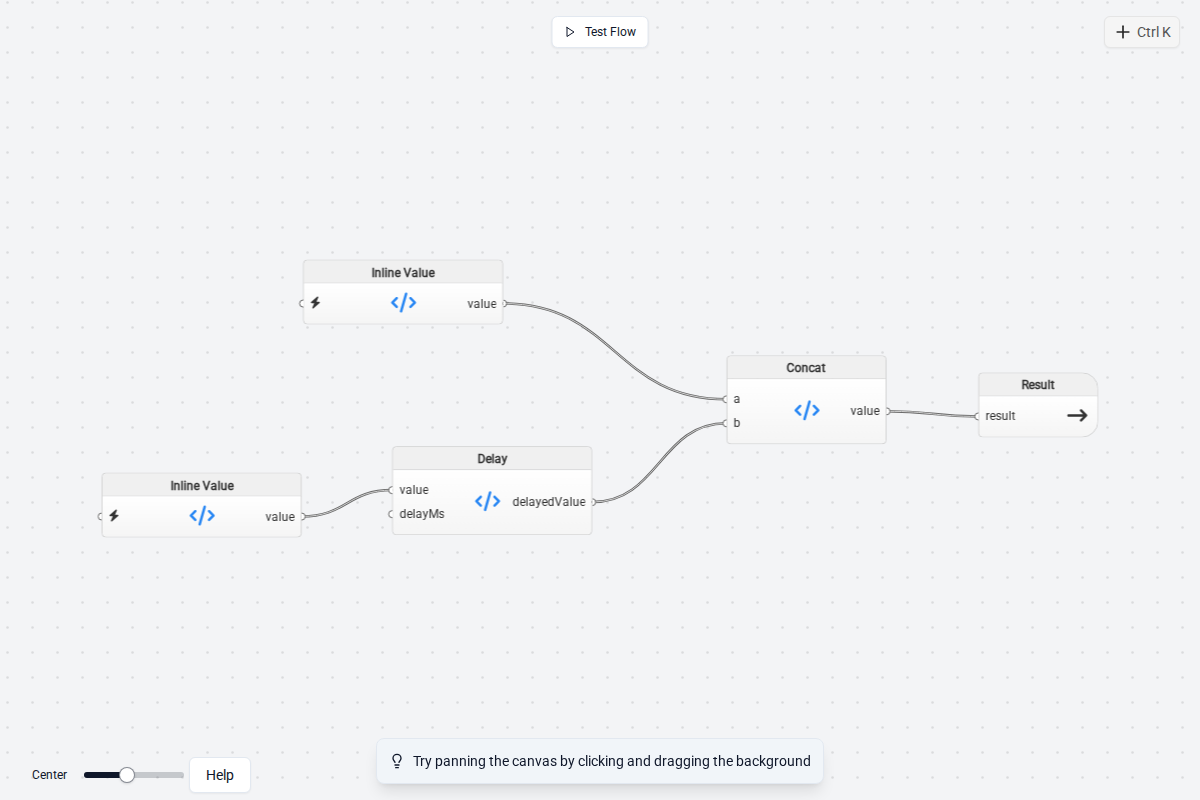 Test Flow
Ctrl K
Inline Value
value
Concat
a
value
b
Result
result
Delay
value
delayedValue
delayMs
Inline Value
value
Try panning the canvas by clicking and dragging the background
Center
Help